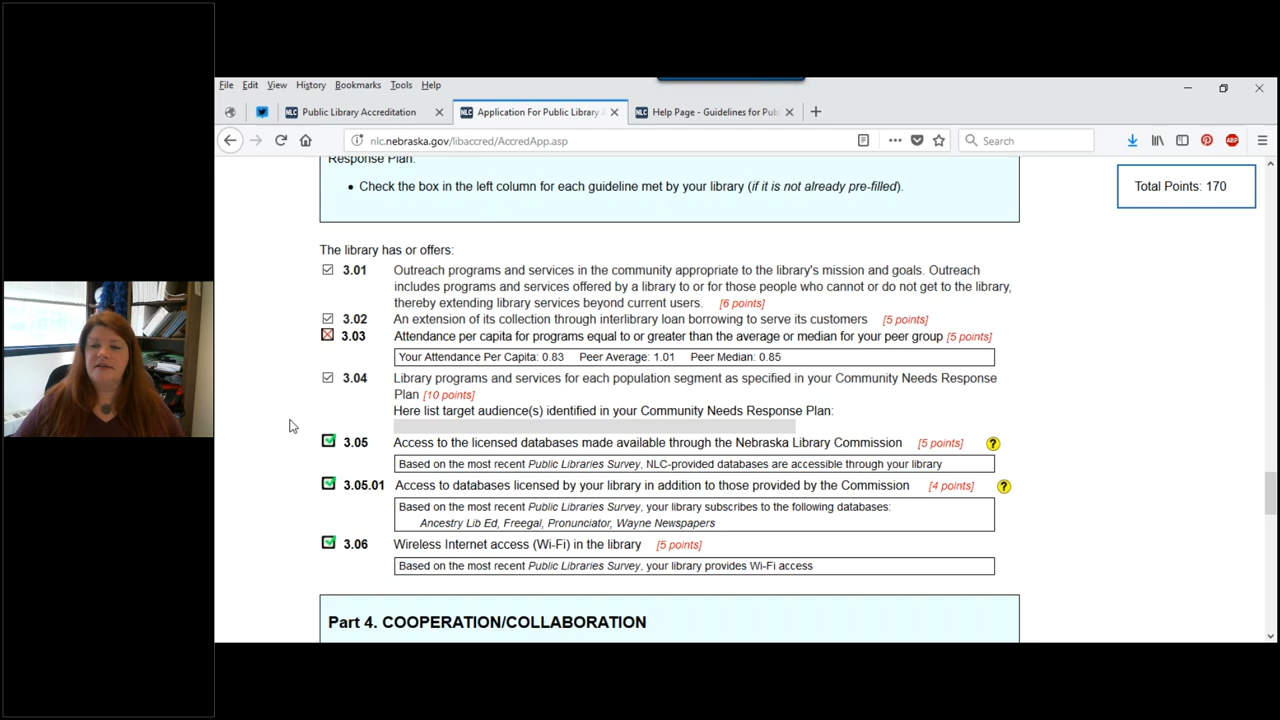 File Edit View History Bookmarks Tools Help
NLC Public Library Accreditation × NLC Application For Public Library A × NLC Help Page - Guidelines for Pub × +
nlc.nebraska.gov/libaccred/AccredApp.asp ... Search ABP
Response Plan.
• Check the box in the left column for each guideline met by your library (if it is not already pre-filled).
Total Points: 170
The library has or offers:
3.01 Outreach programs and services in the community appropriate to the library's mission and goals. Outreach
includes programs and services offered by a library to or for those people who cannot or do not get to the library,
thereby extending library services beyond current users. [6 points]
3.02 An extension of its collection through interlibrary loan borrowing to serve its customers [5 points]
3.03 Attendance per capita for programs equal to or greater than the average or median for your peer group [5 points]
Your Attendance Per Capita: 0.83 Peer Average: 1.01 Peer Median: 0.85
3.04 Library programs and services for each population segment as specified in your Community Needs Response
Plan [10 points]
Here list target audience(s) identified in your Community Needs Response Plan:
3.05 Access to the licensed databases made available through the Nebraska Library Commission [5 points] ?
Based on the most recent Public Libraries Survey, NLC-provided databases are accessible through your library
3.05.01 Access to databases licensed by your library in addition to those provided by the Commission [4 points] ?
Based on the most recent Public Libraries Survey, your library subscribes to the following databases:
Ancestry Lib Ed, Freegal, Pronunciator, Wayne Newspapers
3.06 Wireless Internet access (Wi-Fi) in the library [5 points]
Based on the most recent Public Libraries Survey, your library provides Wi-Fi access
Part 4. COOPERATION/COLLABORATION